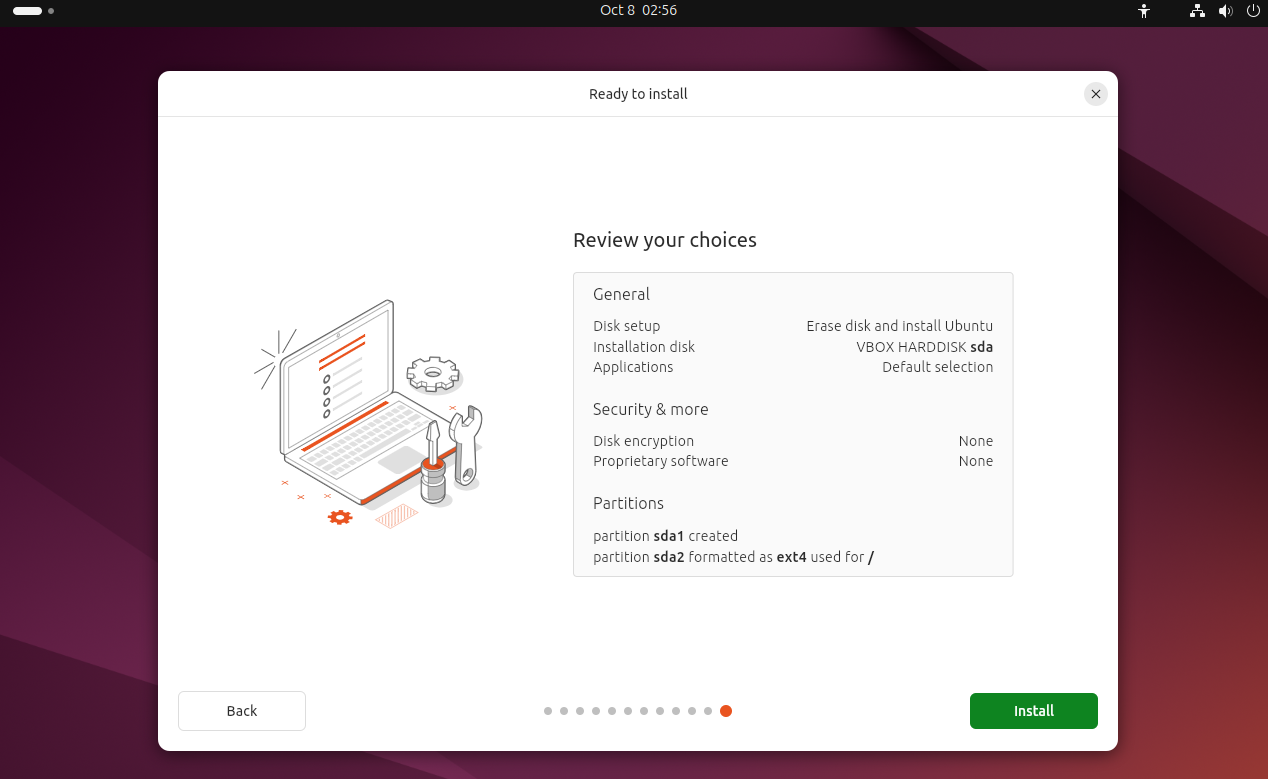 Oct 8 02:56
Ready to install
Review your choices
General
Disk setup Erase disk and install Ubuntu
Installation disk VBOX HARDDISK sda
Applications Default selection
Security & more
Disk encryption None
Proprietary software None
Partitions
partition sda1 created
partition sda2 formatted as ext4 used for /
Back
Install